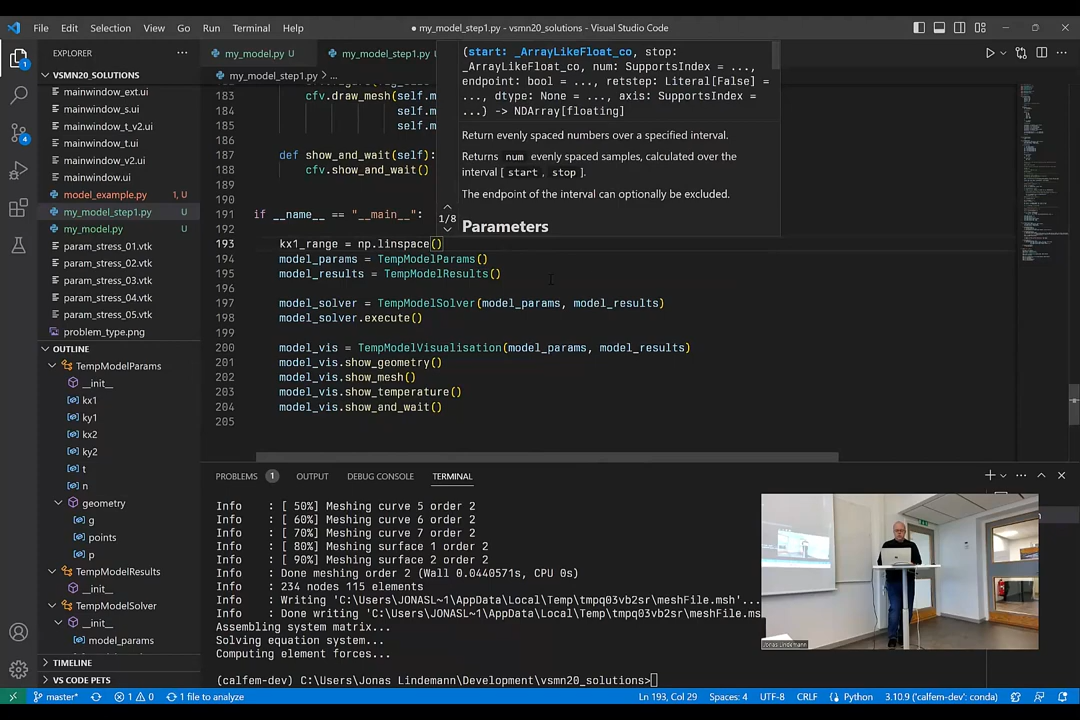 File Edit Selection View Go Run Terminal Help
my_model_step1.py - vsmn20_solutions - Visual Studio Code
EXPLORER
VSMN20_SOLUTIONS
mainwindow_ext.ui
mainwindow_s.ui
mainwindow_t_v2.ui
mainwindow_t.ui
mainwindow_v2.ui
mainwindow.ui
model_example.py 1, U
my_model_step1.py U
my_model.py U
param_stress_01.vtk
param_stress_02.vtk
param_stress_03.vtk
param_stress_04.vtk
param_stress_05.vtk
problem_type.png
OUTLINE
TempModelParams
__init__
kx1
ky1
kx2
ky2
t
n
geometry
g
points
p
TempModelResults
__init__
TempModelSolver
__init__
model_params
TIMELINE
VS CODE PETS
my_model.py U
my_model_step1.py
my_model_step1.py > ...
183 cfv.draw_mesh(self.m
184 self.m
185 self.m
186
187 def show_and_wait(self):
188 cfv.show_and_wait()
189
190
191 if __name__ == "__main__":
192
193 kx1_range = np.linspace()
194 model_params = TempModelParams()
195 model_results = TempModelResults()
196
197 model_solver = TempModelSolver(model_params, model_results)
198 model_solver.execute()
199
200 model_vis = TempModelVisualisation(model_params, model_results)
201 model_vis.show_geometry()
202 model_vis.show_mesh()
203 model_vis.show_temperature()
204 model_vis.show_and_wait()
205
(start: _ArrayLikeFloat_co, stop:
_ArrayLikeFloat_co, num: SupportsIndex = ...,
endpoint: bool = ..., retstep: Literal[False] =
..., dtype: None = ..., axis: SupportsIndex =
...) -> NDArray[floating]
Return evenly spaced numbers over a specified interval.
Returns num evenly spaced samples, calculated over the
interval [ start , stop ].
The endpoint of the interval can optionally be excluded.
1/8
Parameters
PROBLEMS 1 OUTPUT DEBUG CONSOLE TERMINAL
Info : [ 50%] Meshing curve 5 order 2
Info : [ 60%] Meshing curve 6 order 2
Info : [ 70%] Meshing curve 7 order 2
Info : [ 80%] Meshing surface 1 order 2
Info : [ 90%] Meshing surface 2 order 2
Info : Done meshing order 2 (Wall 0.0440571s, CPU 0s)
Info : 234 nodes 115 elements
Info : Writing 'C:\Users\JONASL~1\AppData\Local\Temp\tmpq03vb2sr\meshFile.msh'...
Info : Done writing 'C:\Users\JONASL~1\AppData\Local\Temp\tmpq03vb2sr\meshFile.ms
Assembling system matrix...
Solving equation system...
Computing element forces...
(calfem-dev) C:\Users\Jonas Lindemann\Development\vsmn20_solutions>
Jonas Lindemann
master* 1 0 1 file to analyze Ln 193, Col 29 Spaces: 4 UTF-8 CRLF Python 3.10.9 ('calfem-dev': conda)